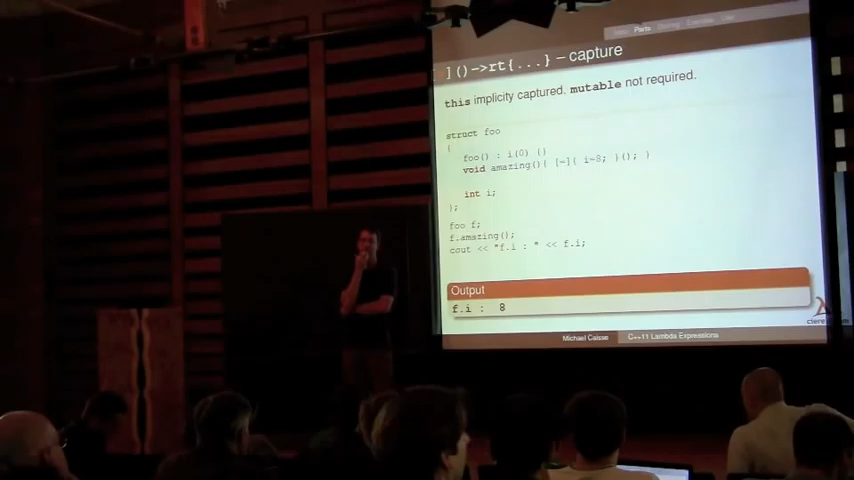 Parts
[]()->rt{...} – capture
this implicity captured. mutable not required.
struct foo
{
foo() : i(0) {}
void amazing(){ [=]{ i=8; }(); }
int i;
};
foo f;
f.amazing();
cout << "f.i : " << f.i;
Output
f.i : 8
Michael Caisse
C++11 Lambda Expressions